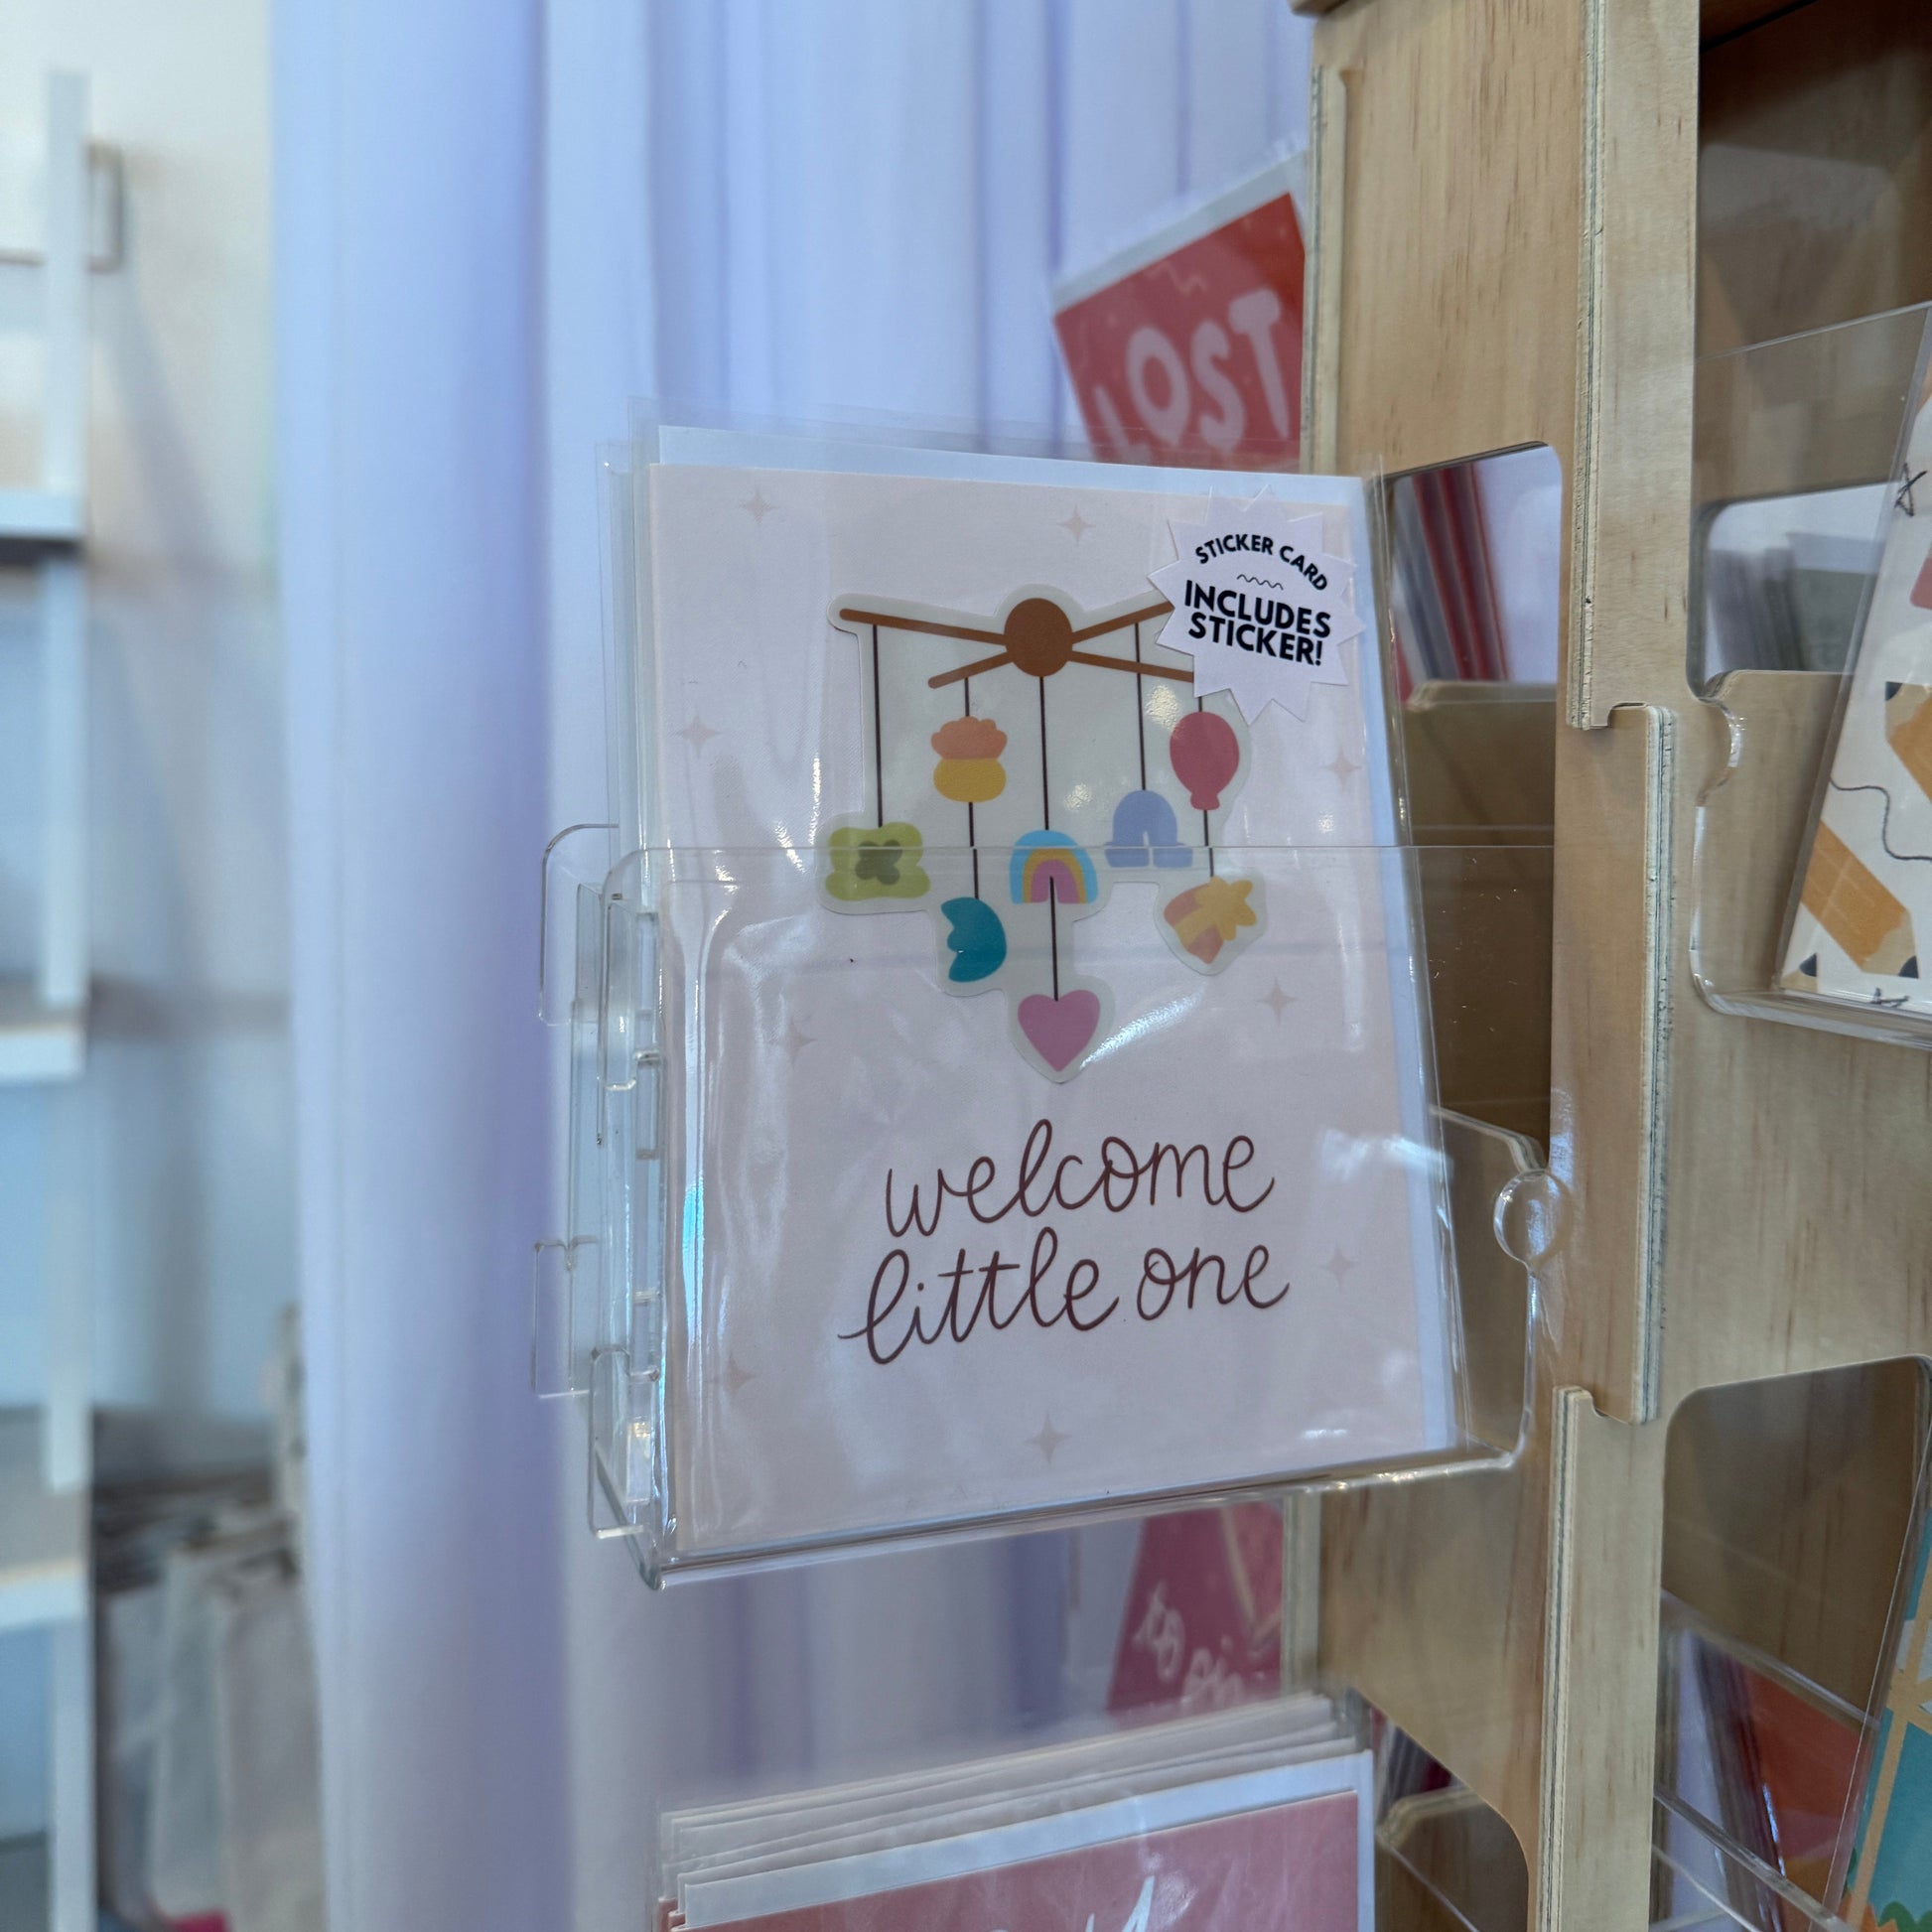 LOST
STICKER CARD
INCLUDES
STICKER!
welcome
little one